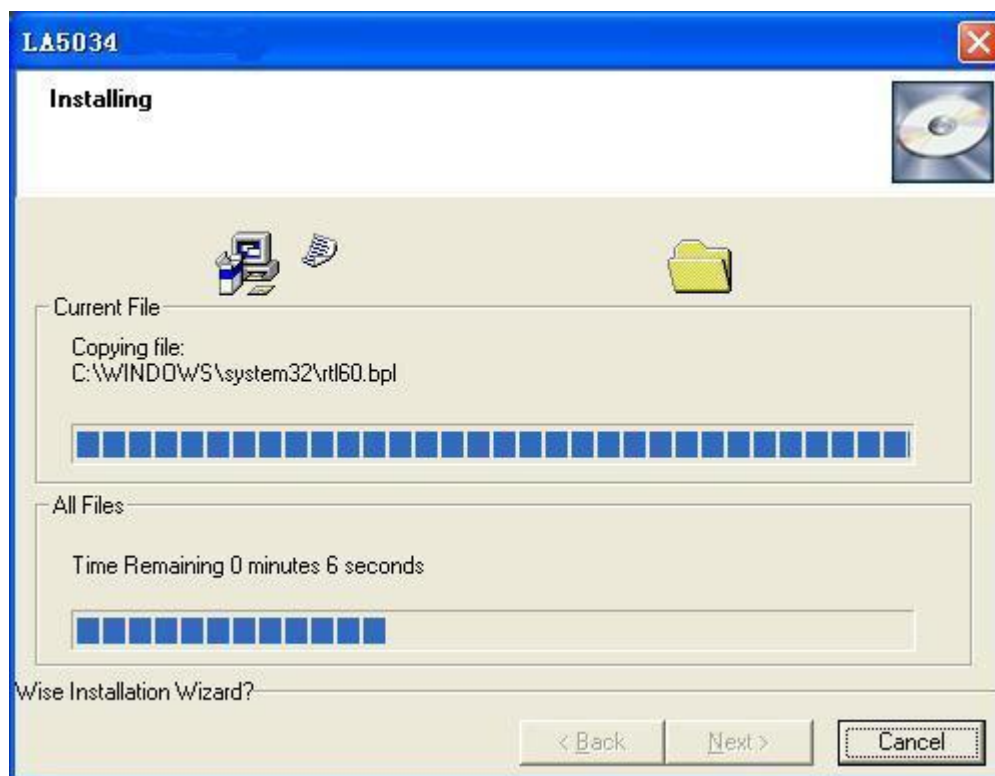 LA5034
Installing
Current File
Copying file:
C:\WINDOWS\system32\rtl60.bpl
All Files
Time Remaining 0 minutes 6 seconds
Wise Installation Wizard?
< Back
Next >
Cancel